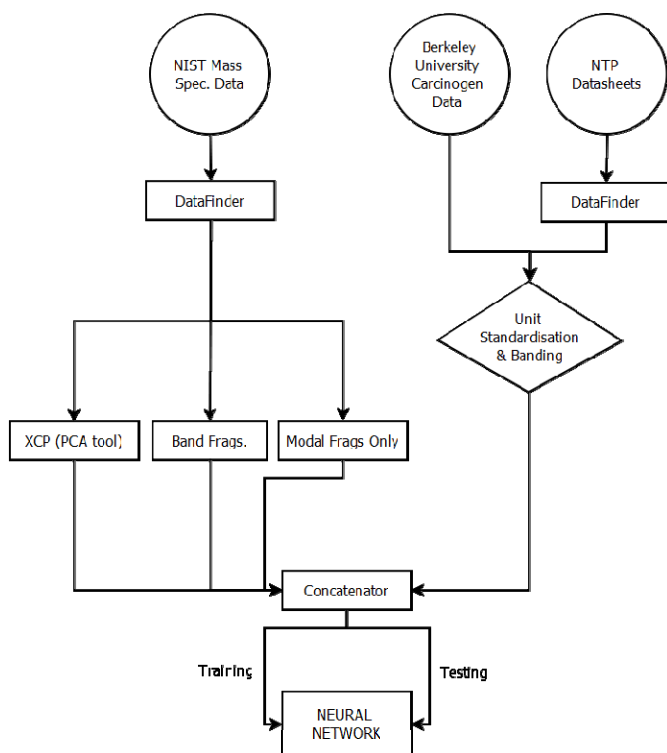 NIST Mass
Spec. Data
Berkeley
University
Carcinogen
Data
NTP
Datasheets
DataFinder
DataFinder
Unit
Standardisation
& Banding
XCP (PCA tool)
Band Frags.
Modal Frags Only
Concatenator
Training
Testing
NEURAL
NETWORK